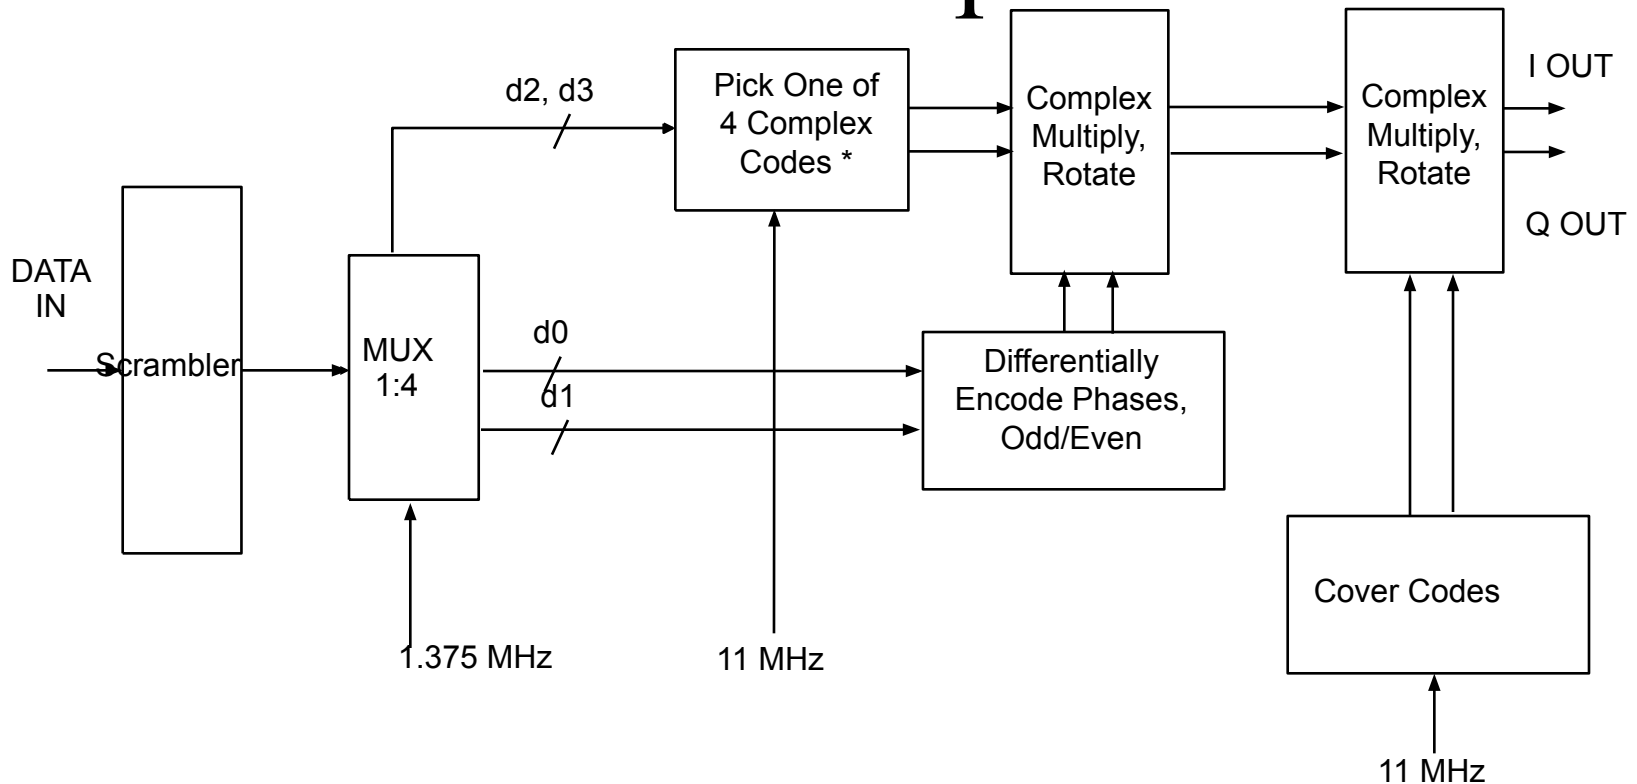 I OUT
Pick One of
4 Complex
Codes *
d2, d3
Complex
Multiply,
Rotate
Complex
Multiply,
Rotate
Q OUT
DATA
IN
Scrambler
MUX
1:4
d0
d1
Differentially
Encode Phases,
Odd/Even
Cover Codes
1.375 MHz
11 MHz
11 MHz